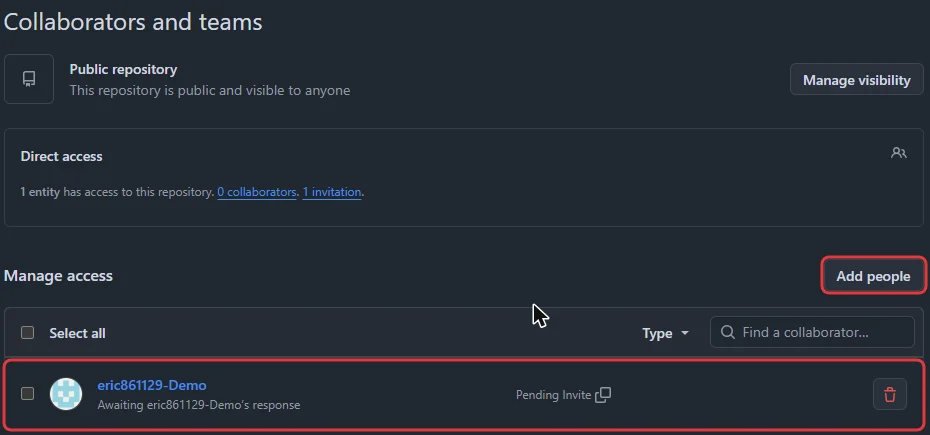 Collaborators and teams
Public repository
This repository is public and visible to anyone
Manage visibility
Direct access
1 entity has access to this repository. 0 collaborators. 1 invitation.
Manage access
Add people
Select all
Type
Find a collaborator...
eric861129-Demo
Awaiting eric861129-Demo's response
Pending Invite